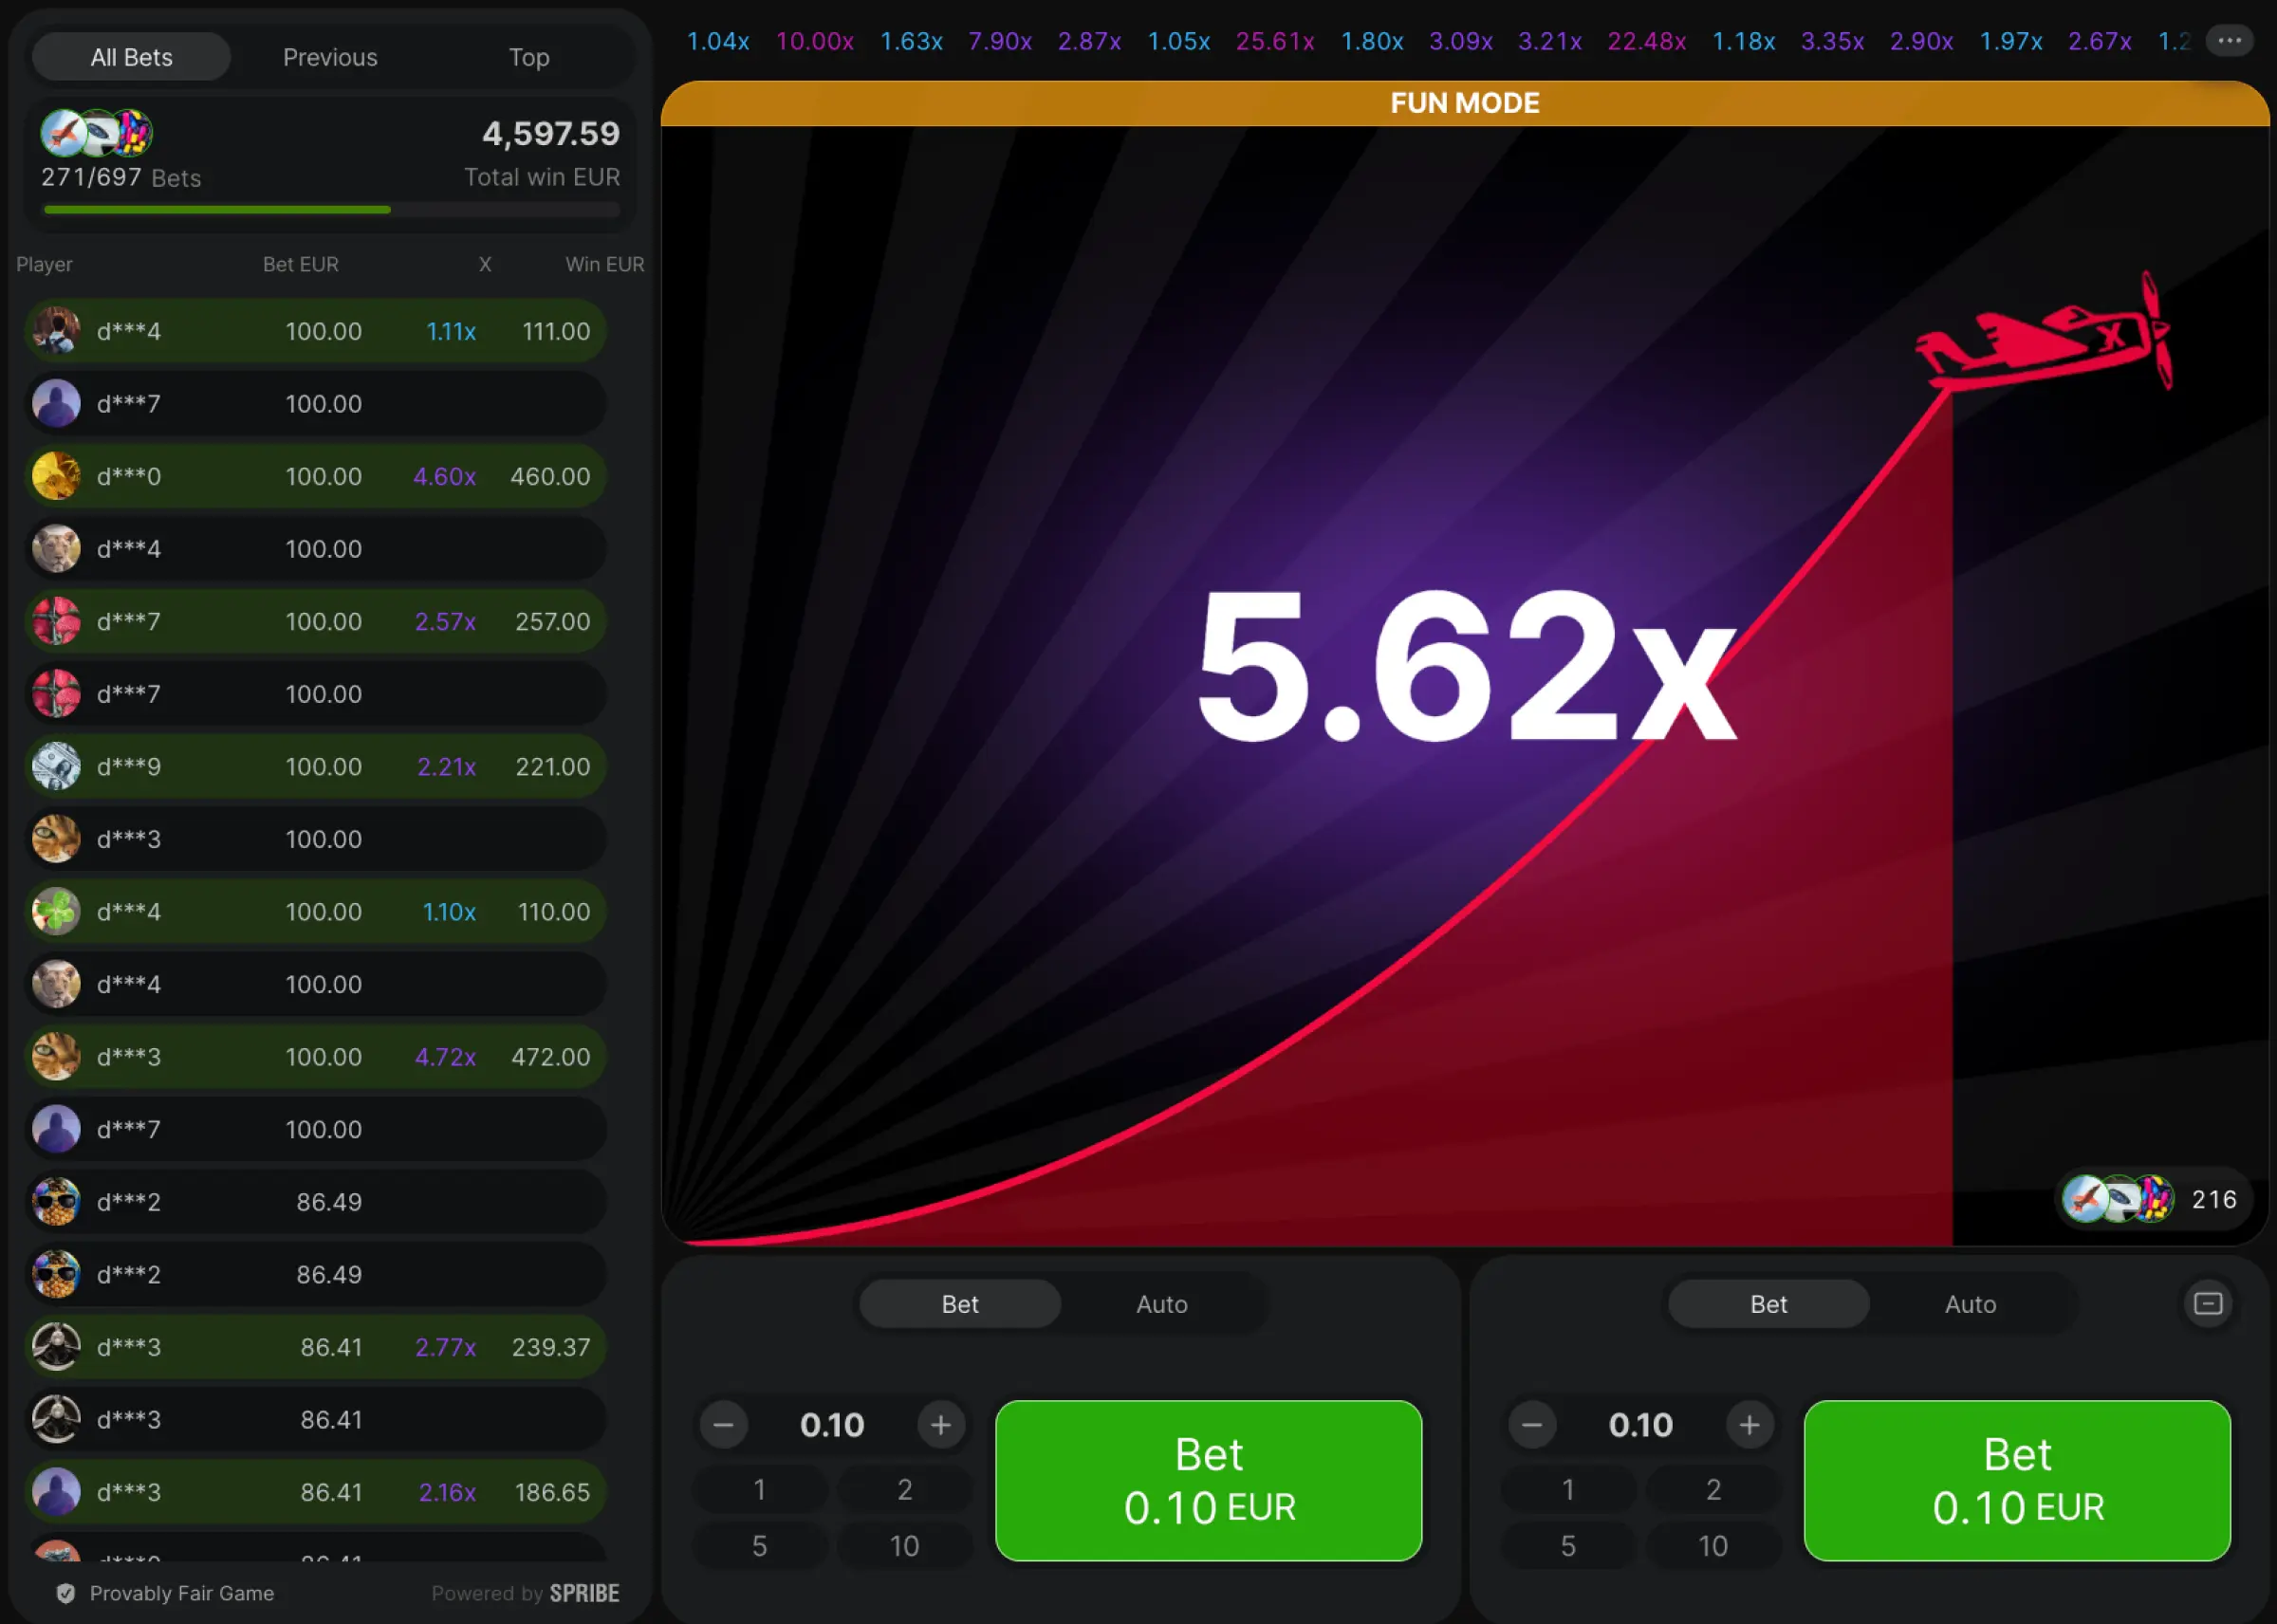 All Bets Previous Top
4,597.59
271/697 Bets Total win EUR
Player Bet EUR X Win EUR
d***4 100.00 1.11x 111.00
d***7 100.00
d***0 100.00 4.60x 460.00
d***4 100.00
d***7 100.00 2.57x 257.00
d***7 100.00
d***9 100.00 2.21x 221.00
d***3 100.00
d***4 100.00 1.10x 110.00
d***4 100.00
d***3 100.00 4.72x 472.00
d***7 100.00
d***2 86.49
d***2 86.49
d***3 86.41 2.77x 239.37
d***3 86.41
d***3 86.41 2.16x 186.65
86.41
Provably Fair Game Powered by SPRIBE
1.04x 10.00x 1.63x 7.90x 2.87x 1.05x 25.61x 1.80x 3.09x 3.21x 22.48x 1.18x 3.35x 2.90x 1.97x 2.67x 1.2
FUN MODE
X
5.62x
216
Bet Auto
0.10
1 2
5 10
Bet
0.10 EUR
Bet Auto
0.10
1 2
5 10
Bet
0.10 EUR